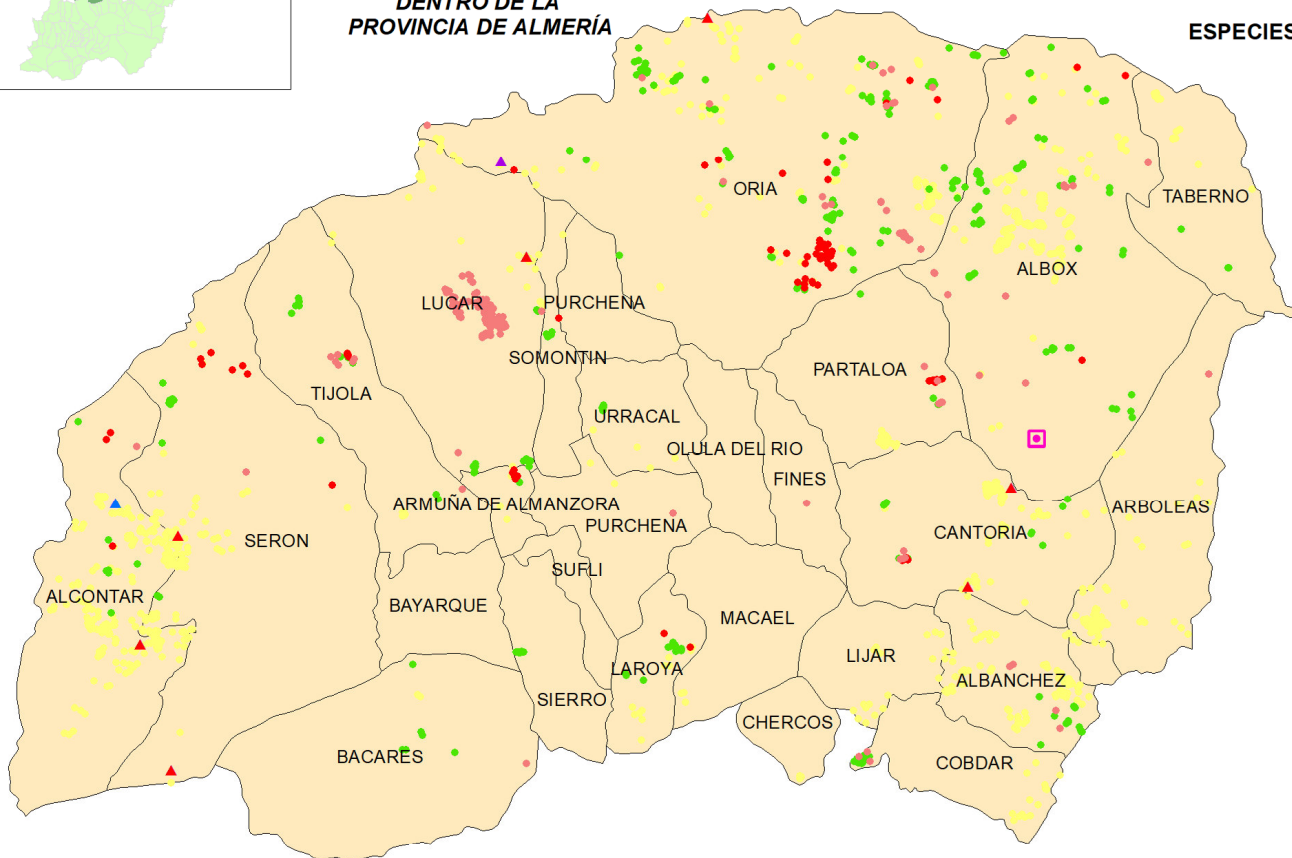 DENTRO DE LA
PROVINCIA DE ALMERÍA
ESPECIES
ORIA
TABERNO
ALBOX
LUCAR
PURCHENA
SOMONTIN
PARTALOA
TIJOLA
URRACAL
OLULA DEL RIO
FINES
ARMUÑA DE ALMANZORA
ARBOLEAS
PURCHENA
CANTORIA
SERON
SUFLI
ALCONTAR
BAYARQUE
MACAEL
LIJAR
LAROYA
ALBANCHEZ
SIERRO
CHERCOS
BACARES
COBDAR